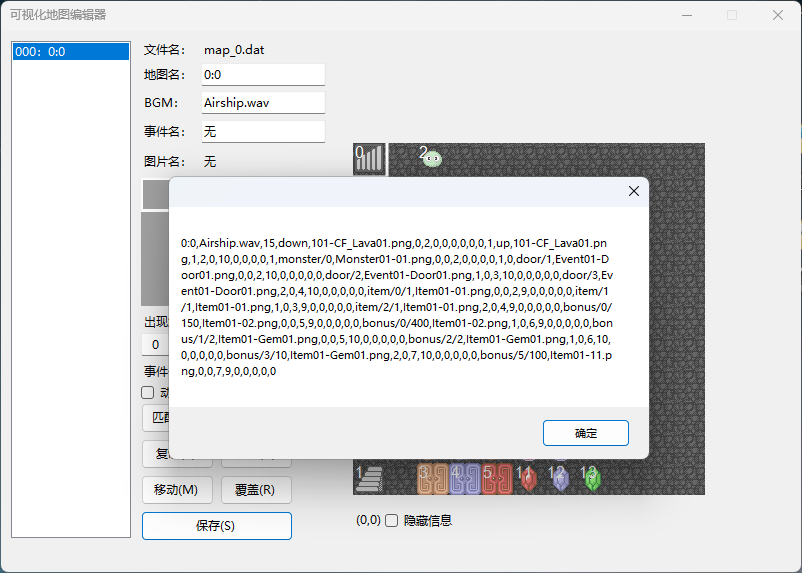 可视化地图编辑器
000: 0:0
文件名: map_0.dat
地图名: 0:0
BGM: Airship.wav
事件名: 无
图片名: 无
0
2
0:0,Airship.wav,15,down,101-CF_Lava01.png,0,2,0,0,0,0,0,0,1,up,101-CF_Lava01.pn
g,1,2,0,10,0,0,0,0,1,monster/0,Monster01-01.png,0,0,2,0,0,0,0,1,0,door/1,Event01-D
oor01.png,0,0,2,10,0,0,0,0,0,door/2,Event01-Door01.png,1,0,3,10,0,0,0,0,0,door/3,Ev
ent01-Door01.png,2,0,4,10,0,0,0,0,0,item/0/1,Item01-01.png,0,0,2,9,0,0,0,0,0,item/1
/1,Item01-01.png,1,0,3,9,0,0,0,0,0,item/2/1,Item01-01.png,2,0,4,9,0,0,0,0,0,bonus/0/
150,Item01-02.png,0,0,5,9,0,0,0,0,0,bonus/0/400,Item01-02.png,1,0,6,9,0,0,0,0,0,bon
us/1/2,Item01-Gem01.png,0,0,5,10,0,0,0,0,0,bonus/2/2,Item01-Gem01.png,1,0,6,10,
0,0,0,0,0,bonus/3/10,Item01-Gem01.png,2,0,7,10,0,0,0,0,0,bonus/5/100,Item01-11.p
ng,0,0,7,9,0,0,0,0,0
确定
出现
0
事件
移动(M)
覆盖(R)
保存(S)
1
3
4
5
11
12
13
(0,0)
隐藏信息